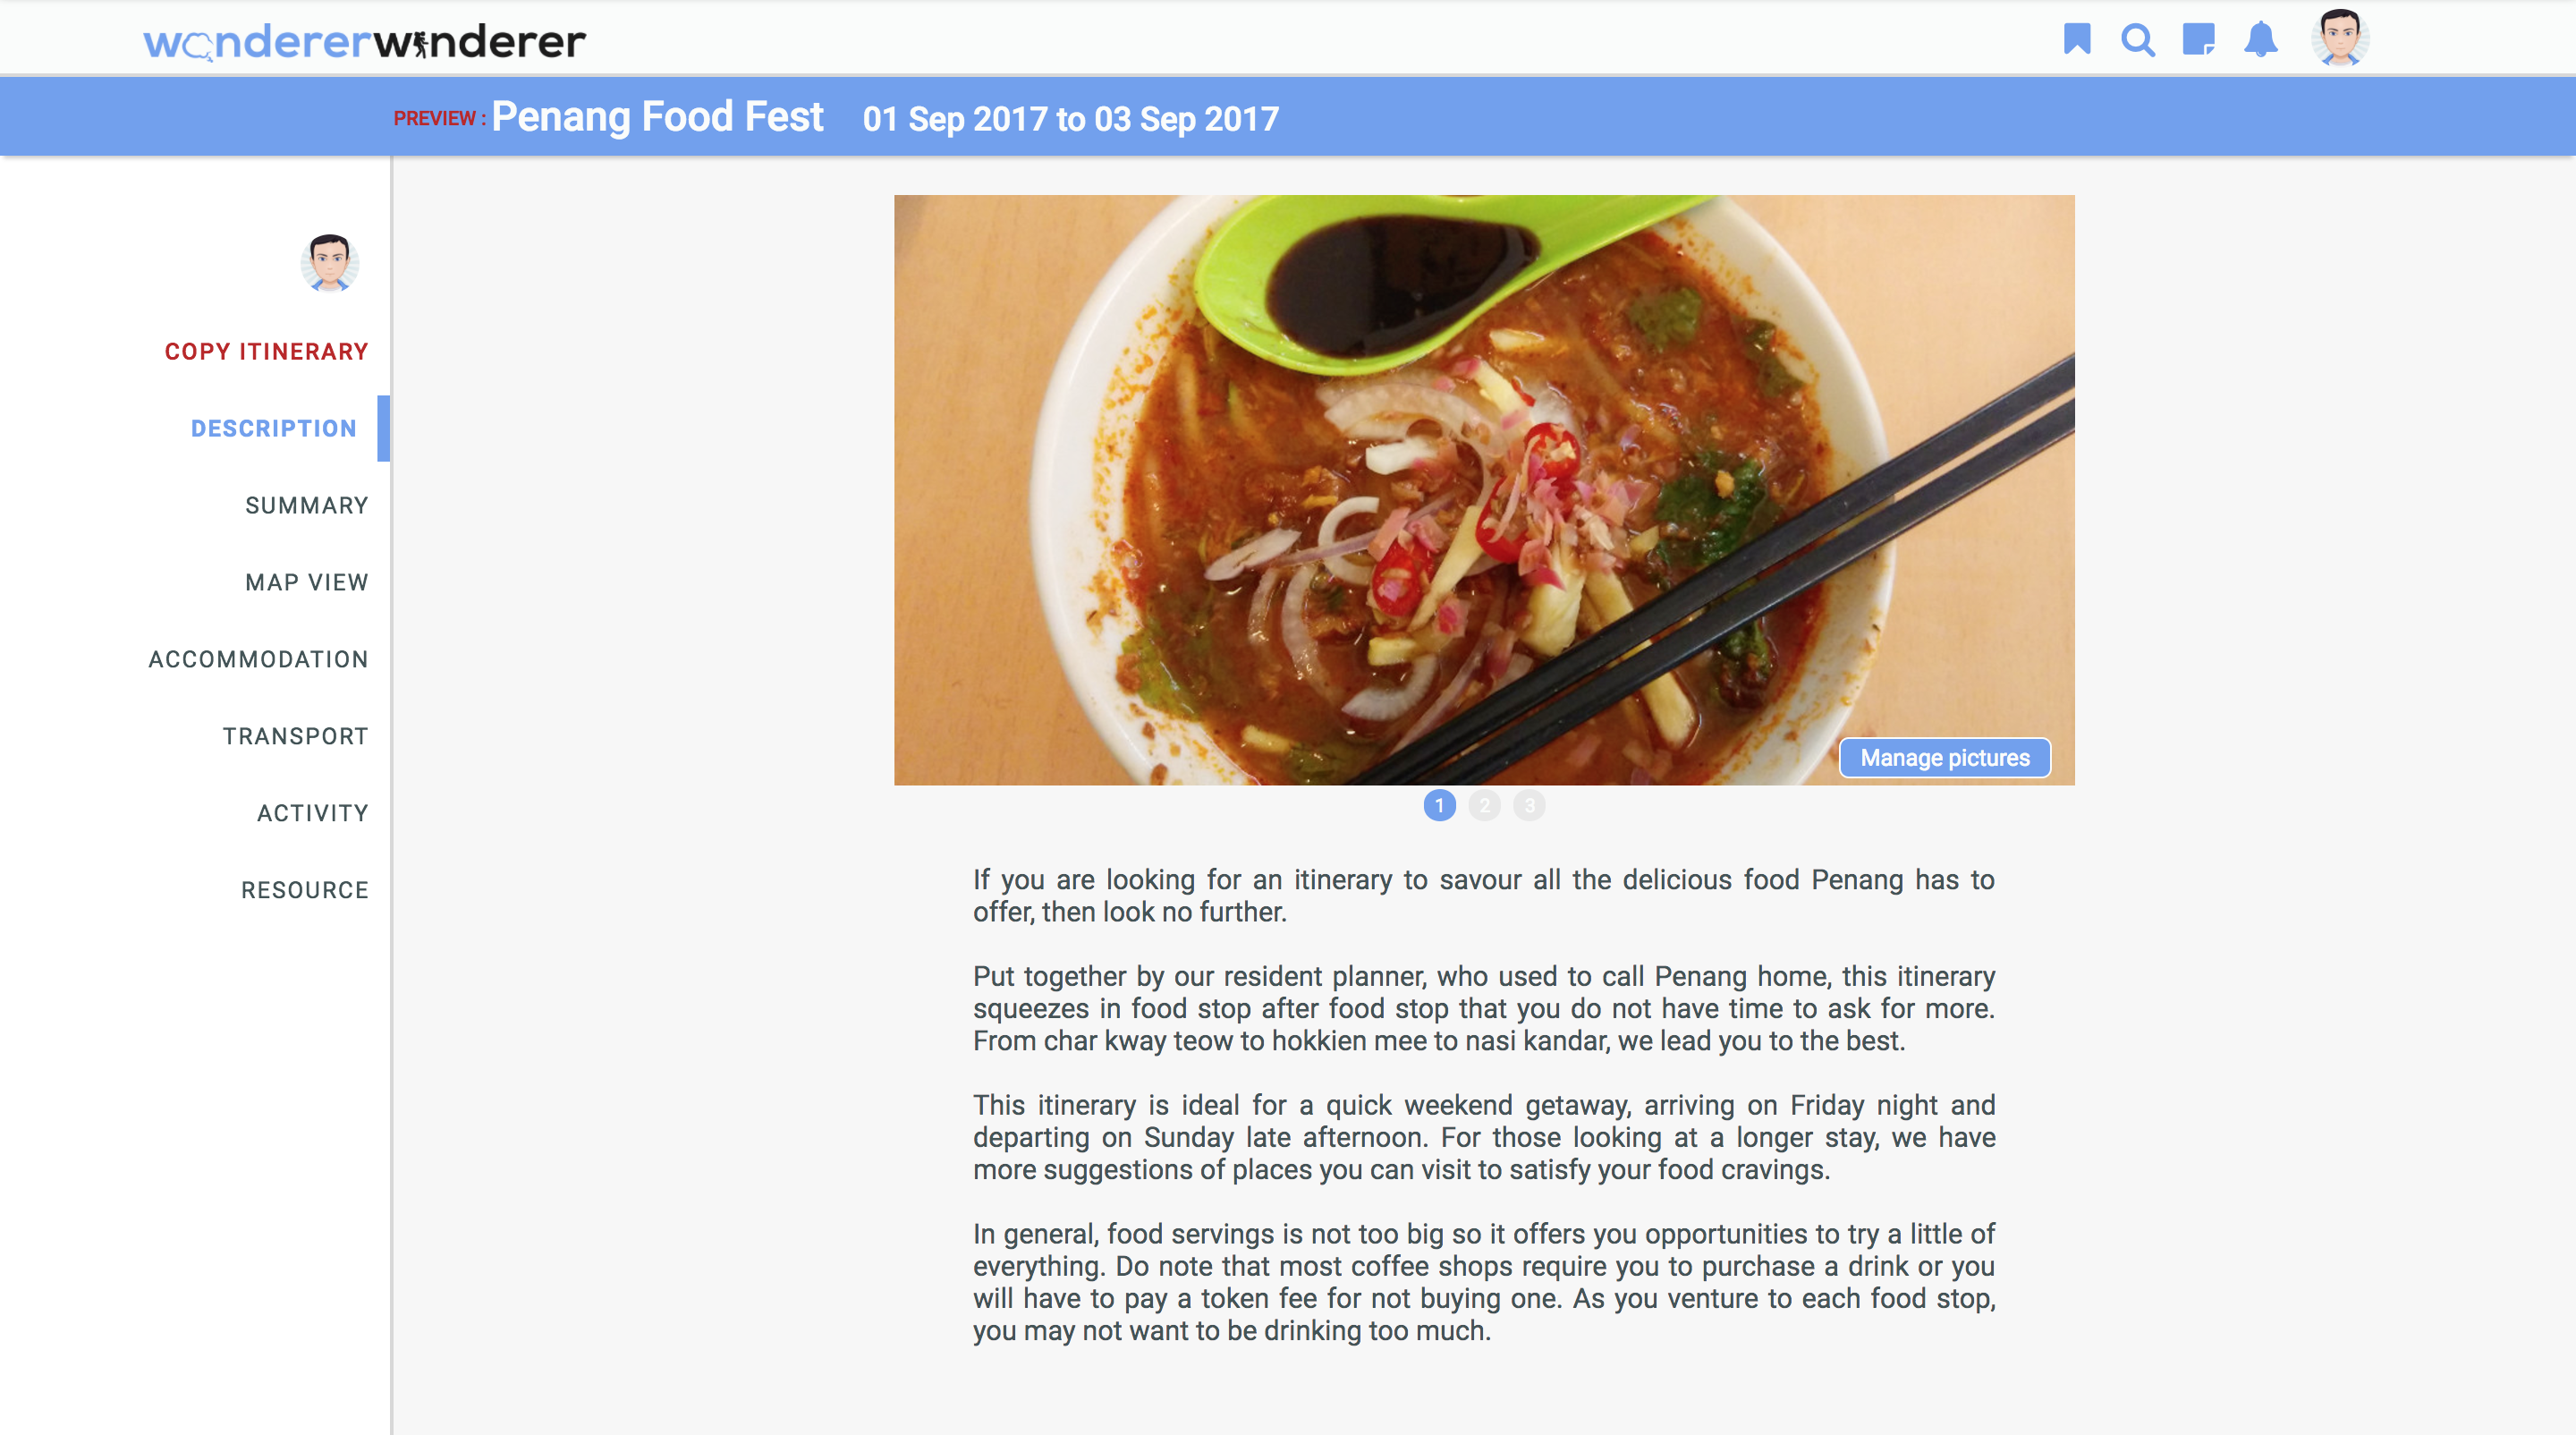 wondererwinderer
PREVIEW : Penang Food Fest 01 Sep 2017 to 03 Sep 2017
COPY ITINERARY
DESCRIPTION
SUMMARY
MAP VIEW
ACCOMMODATION
TRANSPORT
ACTIVITY
RESOURCE
Manage pictures
1 2 3
If you are looking for an itinerary to savour all the delicious food Penang has to
offer, then look no further.
Put together by our resident planner, who used to call Penang home, this itinerary
squeezes in food stop after food stop that you do not have time to ask for more.
From char kway teow to hokkien mee to nasi kandar, we lead you to the best.
This itinerary is ideal for a quick weekend getaway, arriving on Friday night and
departing on Sunday late afternoon. For those looking at a longer stay, we have
more suggestions of places you can visit to satisfy your food cravings.
In general, food servings is not too big so it offers you opportunities to try a little of
everything. Do note that most coffee shops require you to purchase a drink or you
will have to pay a token fee for not buying one. As you venture to each food stop,
you may not want to be drinking too much.